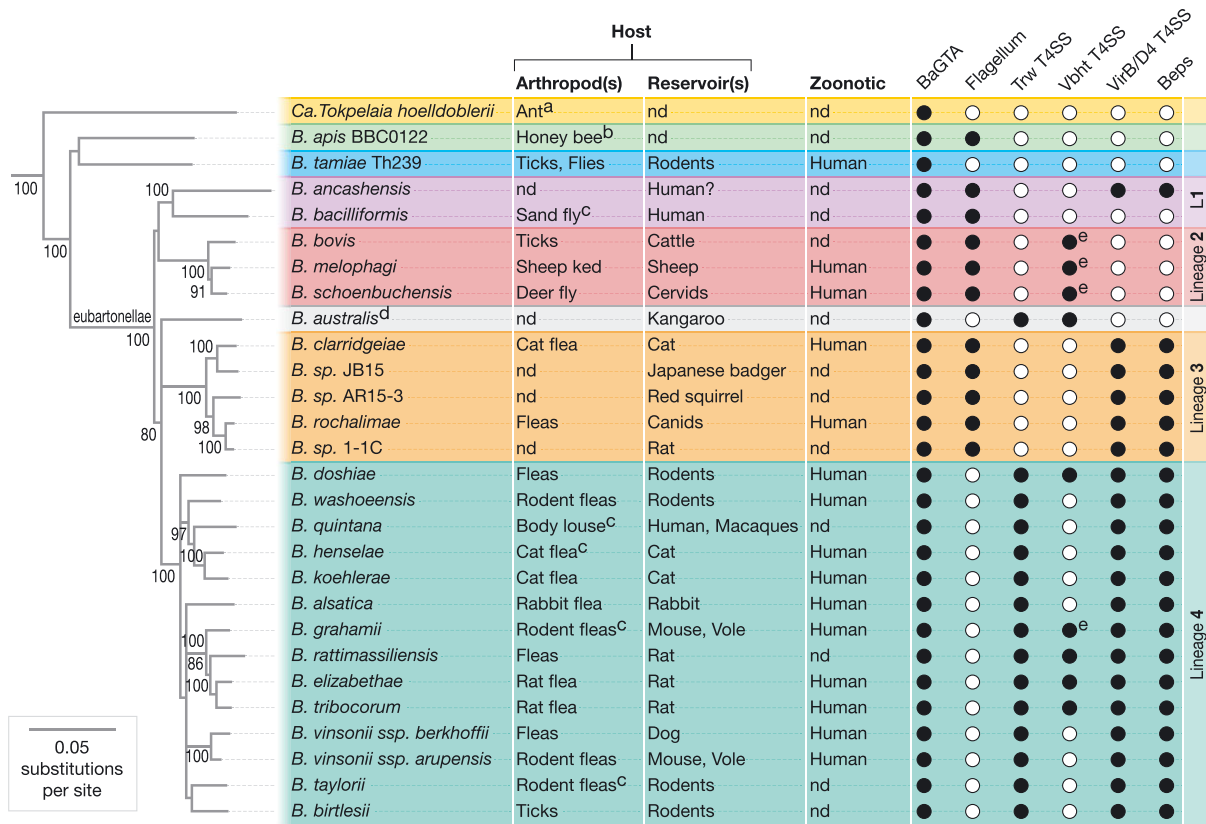 Host
Arthropod(s) Reservoir(s) Zoonotic BaGTA Flagellum Trw T4SS Vbht T4SS VirB/D4 T4SS Beps
Ca.Tokpelaia hoelldoblerii Anta nd nd
B. apis BBC0122 Honey beeb nd nd
B. tamiae Th239 Ticks, Flies Rodents Human
B. ancashensis nd Human? nd
B. bacilliformis Sand flyc Human nd
B. bovis Ticks Cattle nd e
B. melophagi Sheep ked Sheep Human e
B. schoenbuchensis Deer fly Cervids Human e
B. australisd nd Kangaroo nd
B. clarridgeiae Cat flea Cat Human
B. sp. JB15 nd Japanese badger nd
B. sp. AR15-3 nd Red squirrel nd
B. rochalimae Fleas Canids Human
B. sp. 1-1C nd Rat nd
B. doshiae Fleas Rodents Human
B. washoeensis Rodent fleas Rodents Human
B. quintana Body lousec Human, Macaques nd
B. henselae Cat fleac Cat Human
B. koehlerae Cat flea Cat Human
B. alsatica Rabbit flea Rabbit Human
B. grahamii Rodent fleasc Mouse, Vole Human e
B. rattimassiliensis Fleas Rat nd
B. elizabethae Rat flea Rat Human
B. tribocorum Rat flea Rat Human
B. vinsonii ssp. berkhoffii Fleas Dog Human
B. vinsonii ssp. arupensis Rodent fleas Mouse, Vole Human
B. taylorii Rodent fleasc Rodents nd
B. birtlesii Ticks Rodents nd
L1
Lineage 2
Lineage 3
Lineage 4
100
100
100
100
91
eubartonellae
100
100
100
98
100
80
97
100
100
100
86
100
100
0.05
substitutions
per site